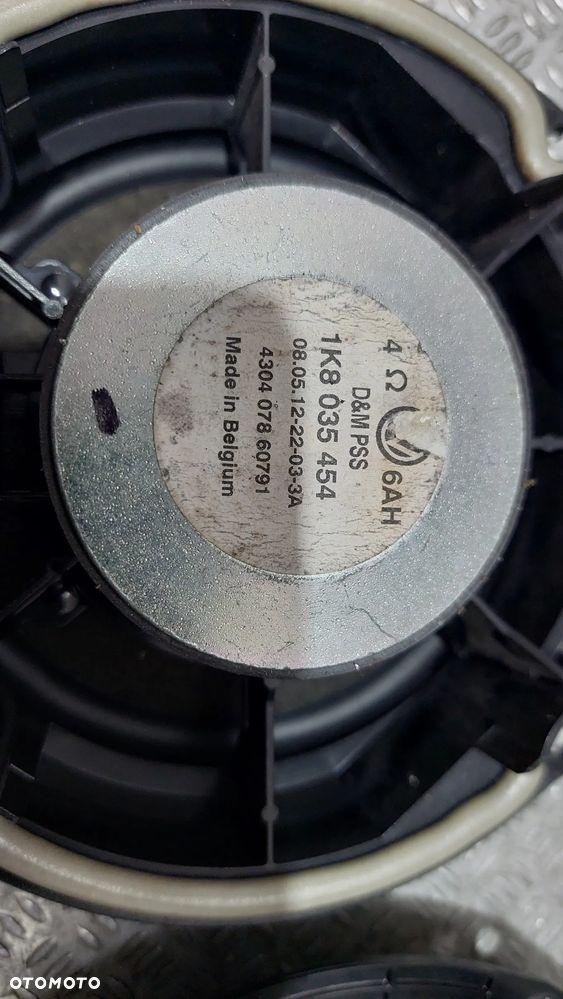 4 Ω 6AH
D&M PSS
1K8 035 454
08.05.12-22-03-3A
4304 078 60791
Made in Belgium
OTOMOTO